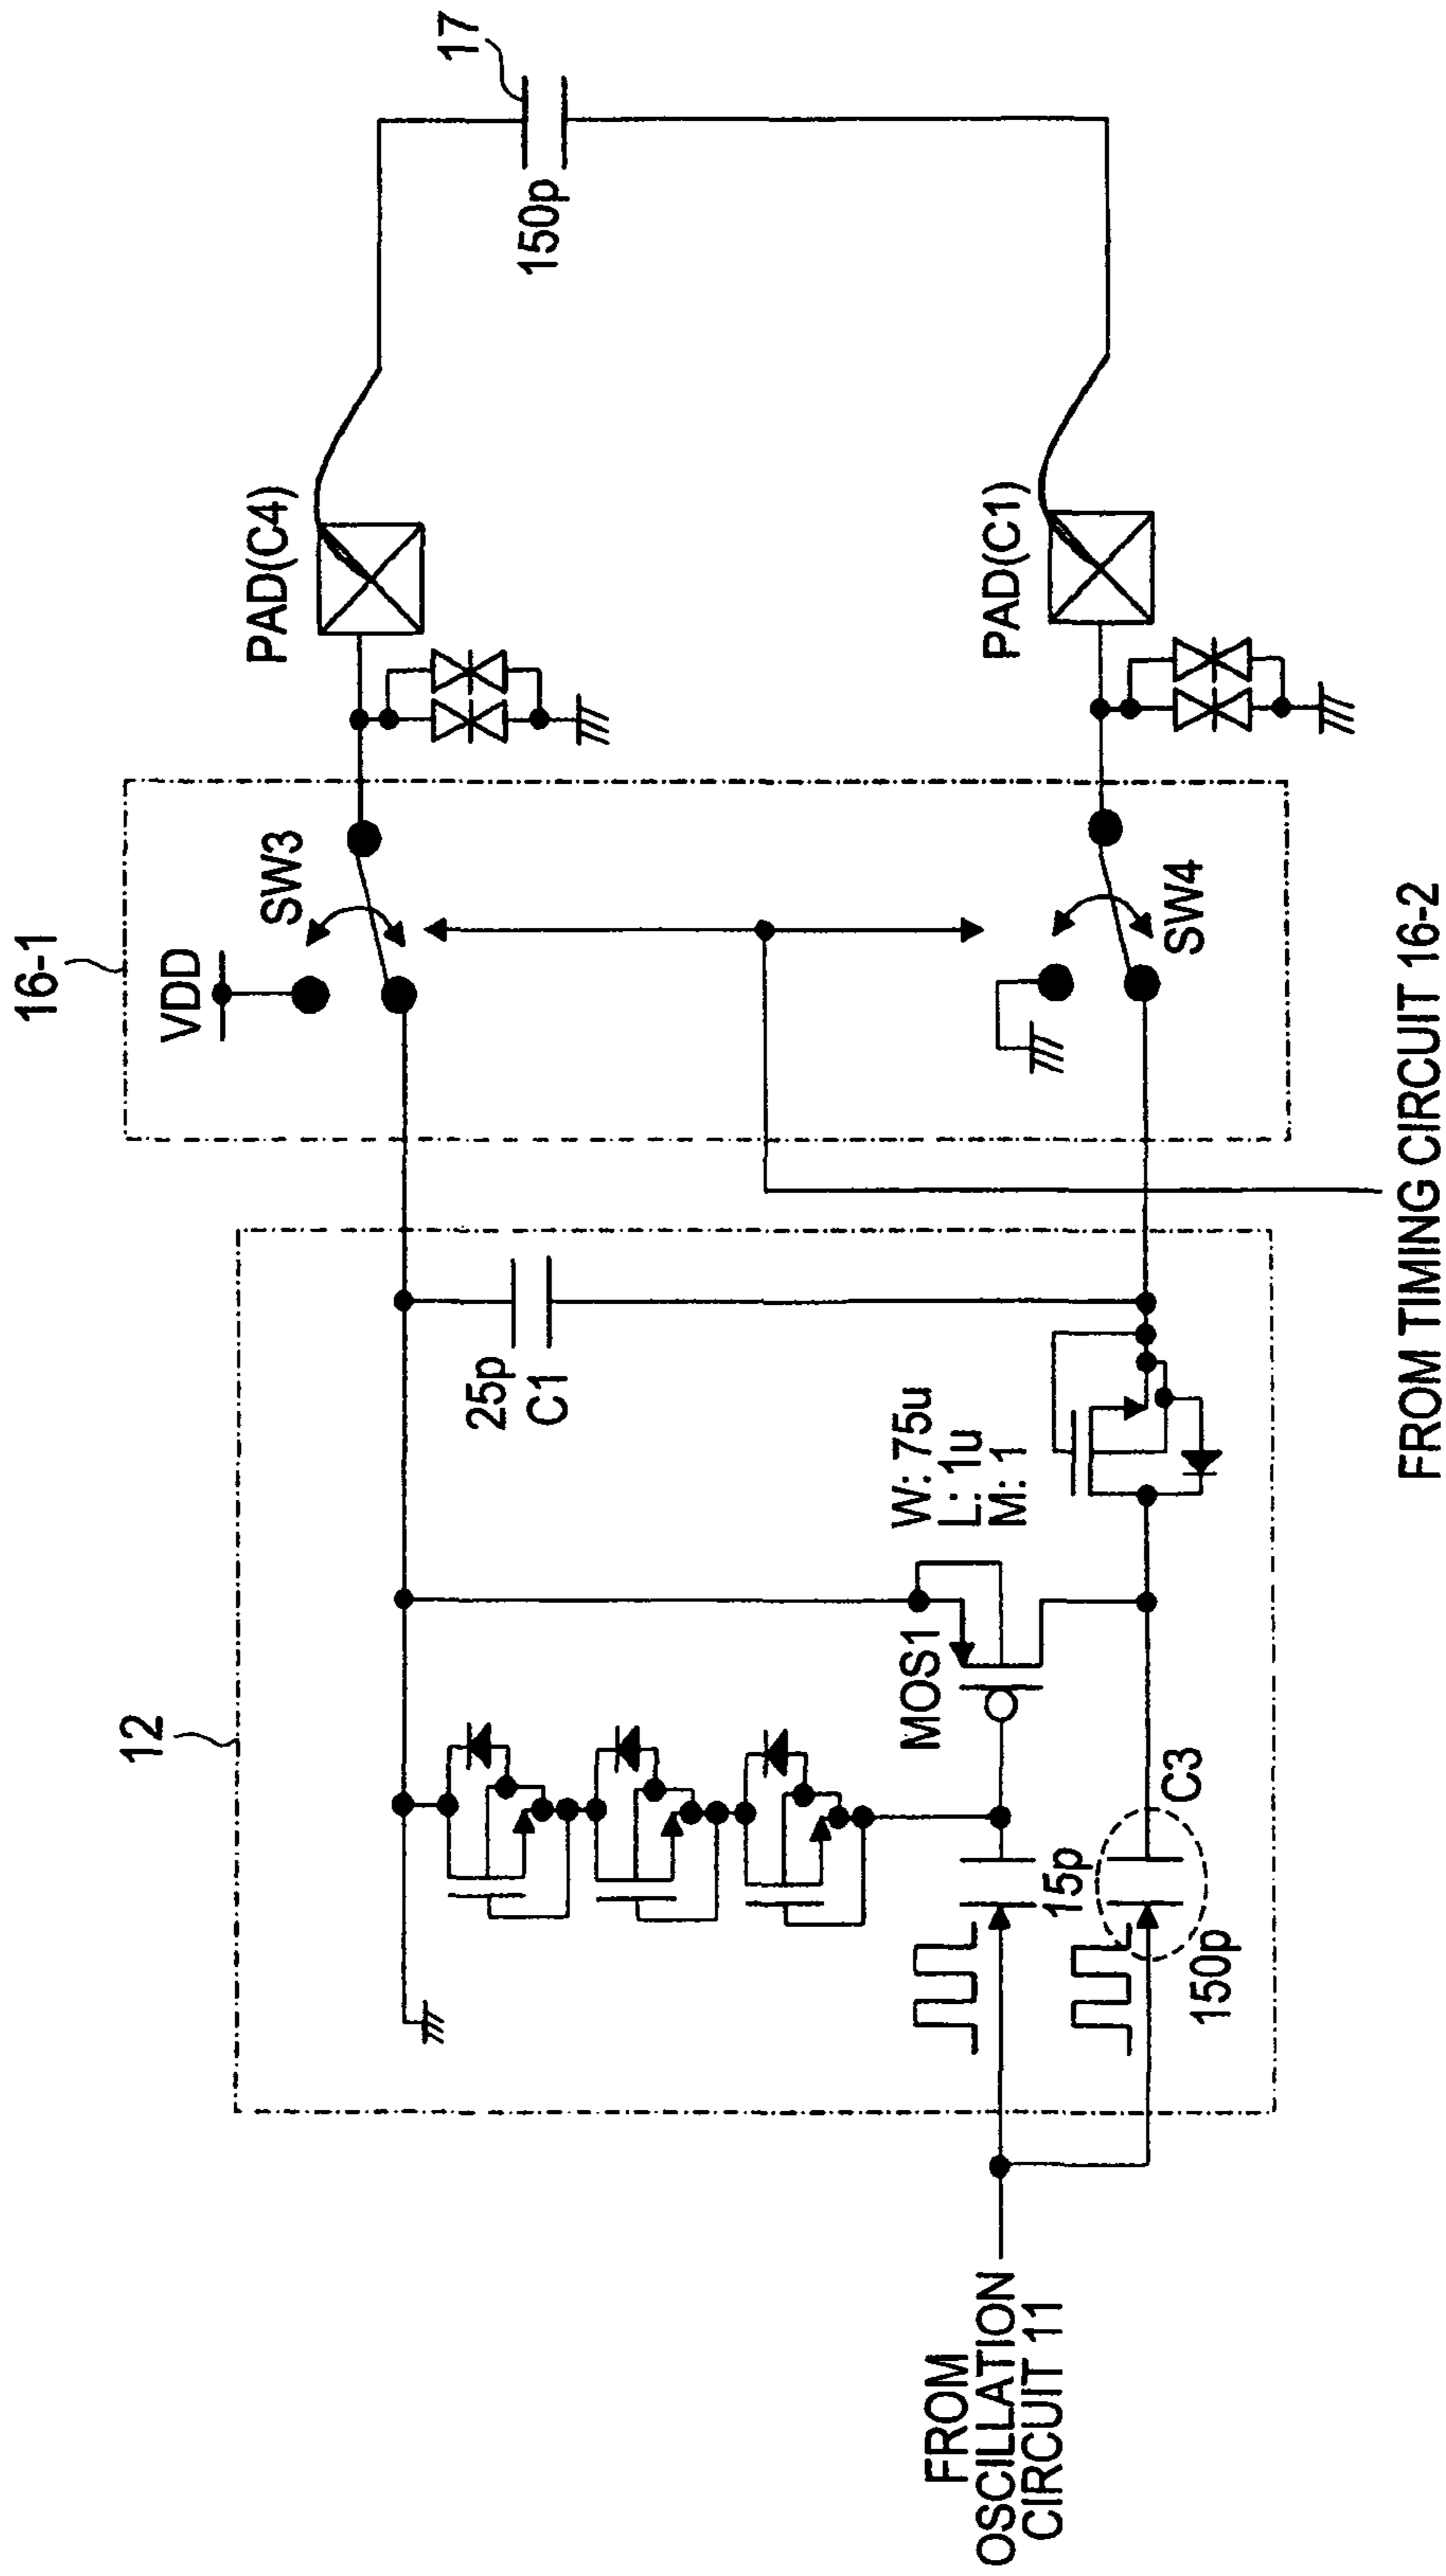 12
16-1
VDD
SW3
PAD(C4)
17
150p
25p
C1
W: 75u
L: 1u
M: 1
MOS1
15p
C3
150p
SW4
PAD(C1)
FROM
OSCILLATION
CIRCUIT 11
FROM TIMING CIRCUIT 16-2